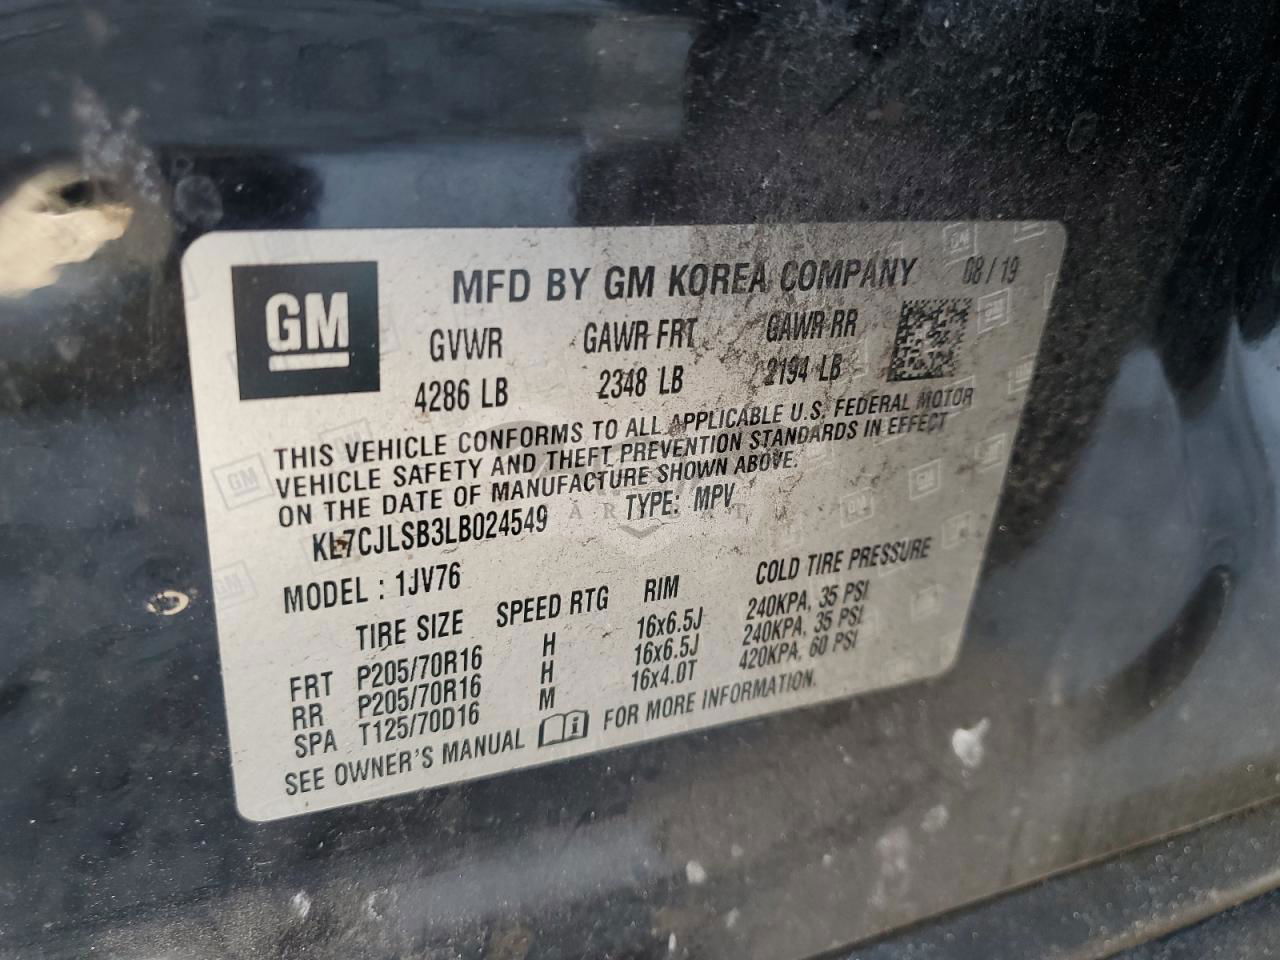 GM
MFD BY GM KOREA COMPANY 08/19
GVWR GAWR FRT GAWR RR
4286 LB 2348 LB 2194 LB
THIS VEHICLE CONFORMS TO ALL APPLICABLE U.S. FEDERAL MOTOR
VEHICLE SAFETY AND THEFT PREVENTION STANDARDS IN EFFECT
ON THE DATE OF MANUFACTURE SHOWN ABOVE.
KL7CJLSB3LB024549 TYPE: MPV
MODEL : 1JV76
TIRE SIZE SPEED RTG RIM COLD TIRE PRESSURE
FRT P205/70R16 H 16x6.5J 240KPA, 35 PSI
RR P205/70R16 H 16x6.5J 240KPA, 35 PSI
SPA T125/70D16 M 16x4.0T 420KPA, 60 PSI
SEE OWNER'S MANUAL FOR MORE INFORMATION.